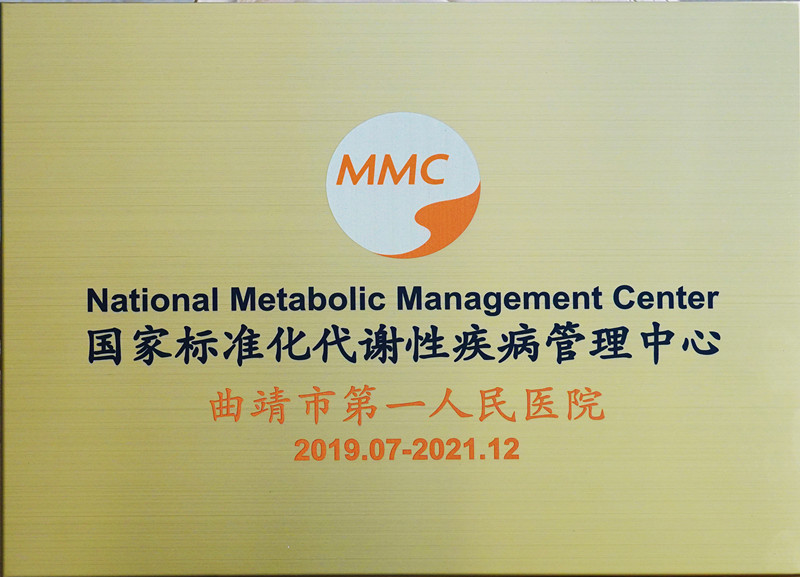 MMC
National Metabolic Management Center
国家标准化代谢性疾病管理中心
曲靖市第一人民医院
2019.07-2021.12